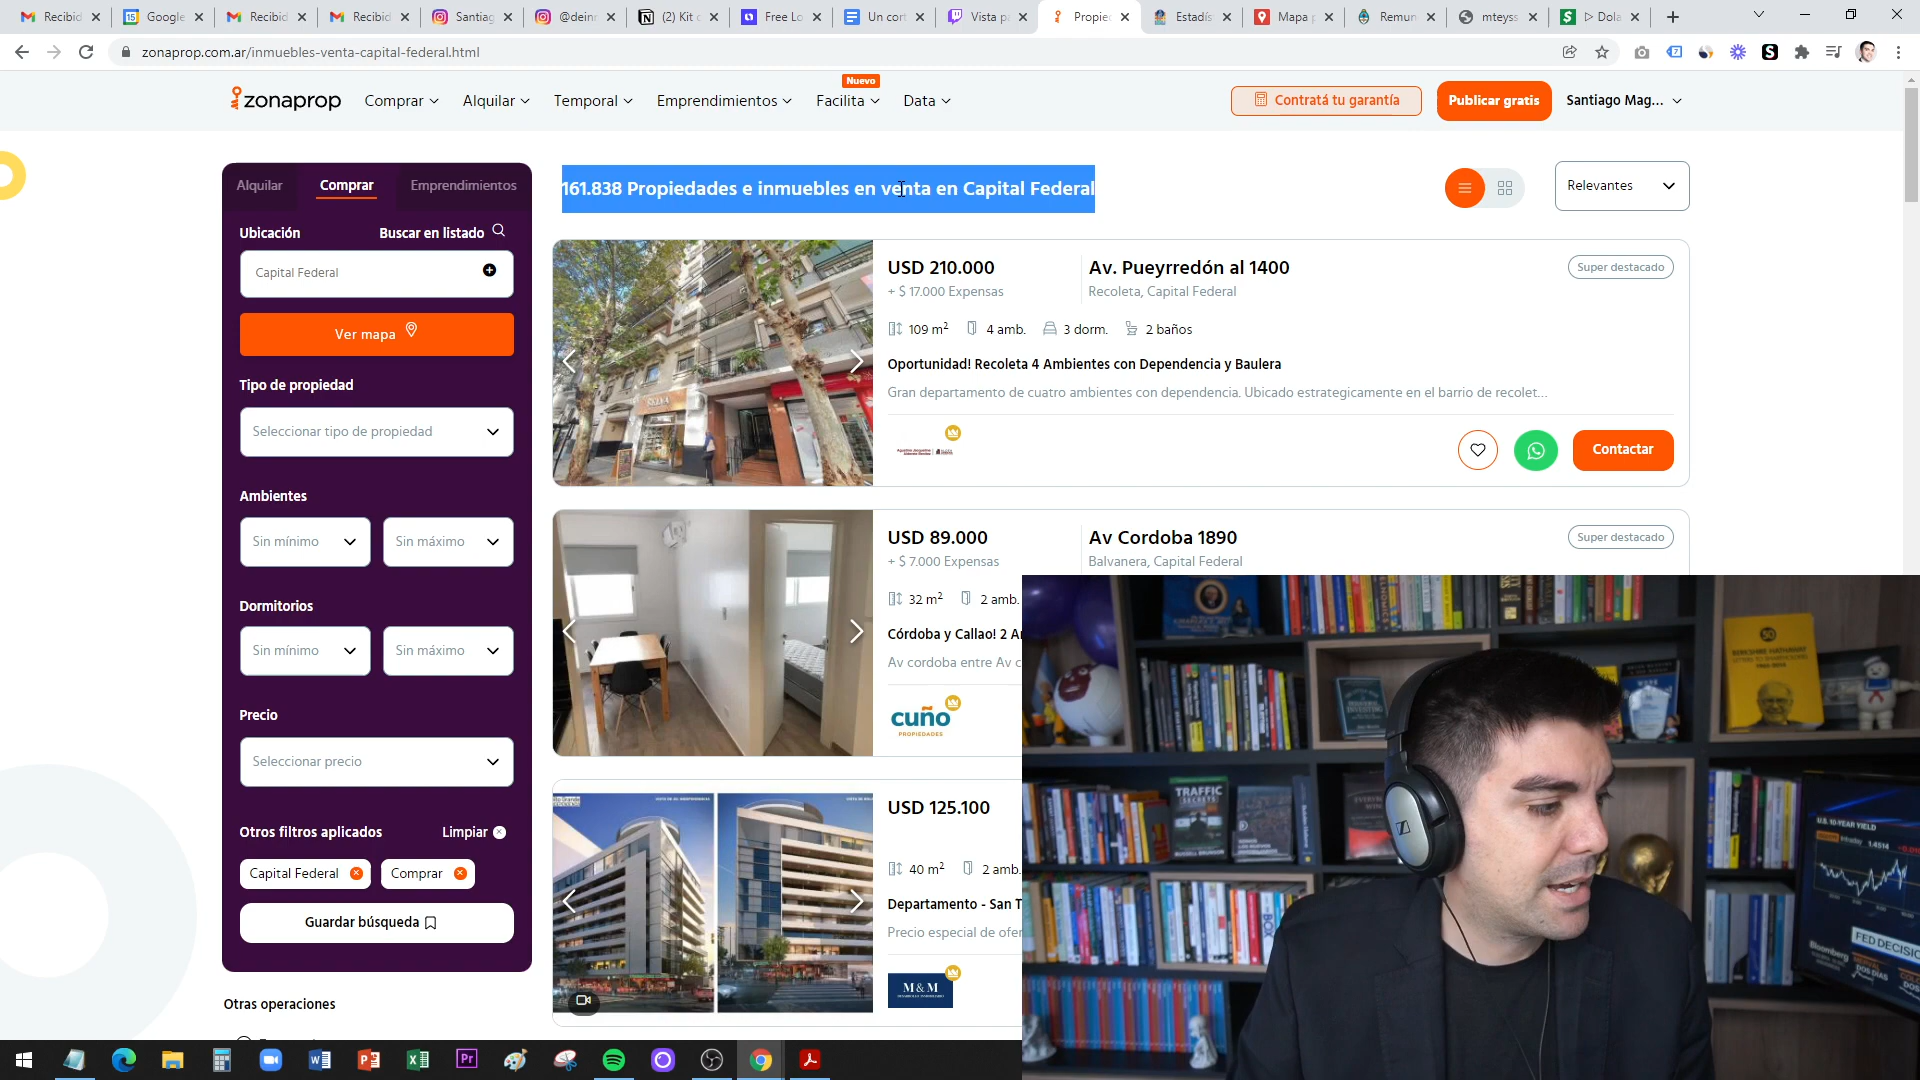 Recibid
Google
Recibid
Recibid
Santiag
@deinr
(2) Kit c
Free Lo
Un cort
Vista p
Propie
Estadís
Mapa p
Remun
mteyss
Dola
zonaprop.com.ar/inmuebles-venta-capital-federal.html
zonaprop
Comprar
Alquilar
Temporal
Emprendimientos
Nuevo
Facilita
Data
Contratá tu garantía
Publicar gratis
Santiago Mag...
Alquilar
Comprar
Emprendimientos
161.838 Propiedades e inmuebles en venta en Capital Federal
Relevantes
Ubicación
Buscar en listado
Capital Federal
Ver mapa
Tipo de propiedad
Seleccionar tipo de propiedad
Ambientes
Sin mínimo
Sin máximo
Dormitorios
Sin mínimo
Sin máximo
Precio
Seleccionar precio
Otros filtros aplicados
Limpiar
Capital Federal
Comprar
Guardar búsqueda
Otras operaciones
USD 210.000
Av. Pueyrredón al 1400
Super destacado
+ $ 17.000 Expensas
Recoleta, Capital Federal
109 m² 4 amb. 3 dorm. 2 baños
Oportunidad! Recoleta 4 Ambientes con Dependencia y Baulera
Gran departamento de cuatro ambientes con dependencia. Ubicado estrategicamente en el barrio de recolet...
Contactar
USD 89.000
Av Cordoba 1890
Super destacado
+ $ 7.000 Expensas
Balvanera, Capital Federal
32 m² 2 amb.
Córdoba y Callao! 2 A
Av cordoba entre Av c
cuño
PROPIEDADES
USD 125.100
40 m² 2 amb.
Departamento - San T
Precio especial de ofer
M&M
BERKSHIRE HATHAWAY
TRAFFIC
SECRETS
U.S. 10-YEAR YIELD
FED DECISIO
Bloomberg